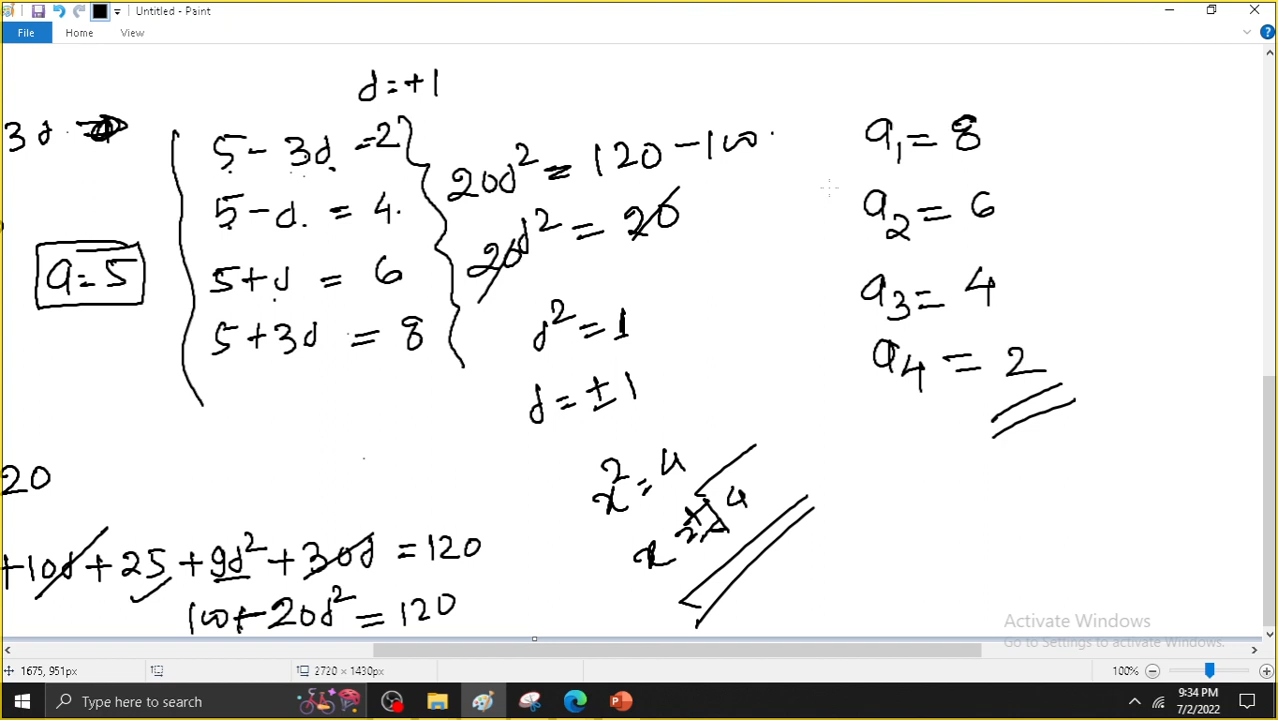 Untitled - Paint
File Home View
d = +1
3d
5 - 3d = 2
5 - d = 4
5 + d = 6
5 + 3d = 8
a = 5
20d² = 120 - 100
20d² = 20
d² = 1
d = ± 1
a₁ = 8
a₂ = 6
a₃ = 4
a₄ = 2
x² = 4
20
+10d + 25 + 9d² + 30d = 120
100 + 20d² = 120
Activate Windows
Go to Settings to activate Windows.
1675, 951px
2720 × 1430px
100%
Type here to search
9:34 PM
7/2/2022